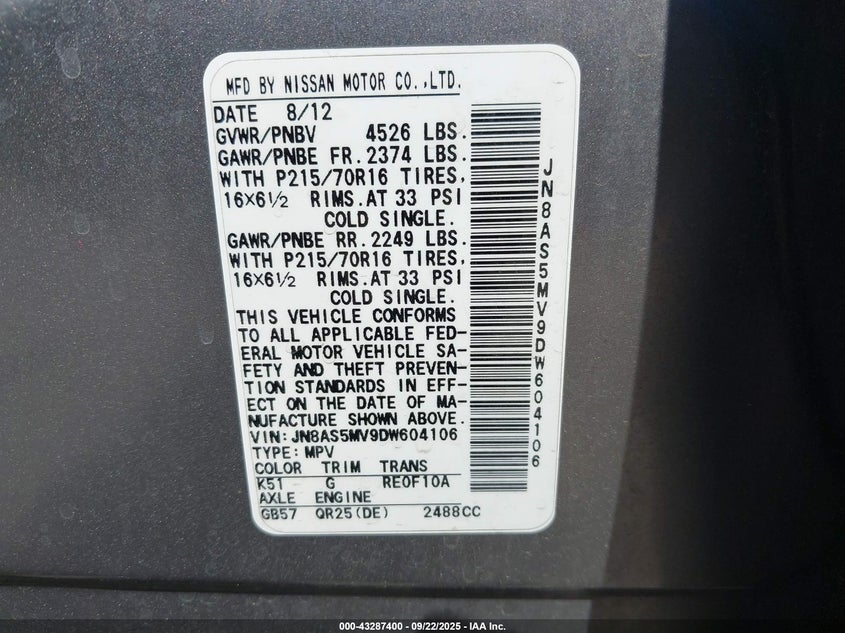 MFD BY NISSAN MOTOR CO.,LTD.
DATE 8/12
GVWR/PNBV 4526 LBS.
GAWR/PNBE FR. 2374 LBS.
WITH P215/70R16 TIRES,
16×6½ RIMS.AT 33 PSI
COLD SINGLE.
GAWR/PNBE RR. 2249 LBS.
WITH P215/70R16 TIRES,
16×6½ RIMS.AT 33 PSI
COLD SINGLE.
THIS VEHICLE CONFORMS
TO ALL APPLICABLE FED-
ERAL MOTOR VEHICLE SA-
FETY AND THEFT PREVEN-
TION STANDARDS IN EFF-
ECT ON THE DATE OF MA-
NUFACTURE SHOWN ABOVE.
VIN: JN8AS5MV9DW604106
TYPE: MPV
COLOR TRIM TRANS
K51 G RE0F10A
AXLE ENGINE
GB57 QR25(DE) 2488CC
JN8AS5MV9DW604106
000-43287400 - 09/22/2025 - IAA Inc.